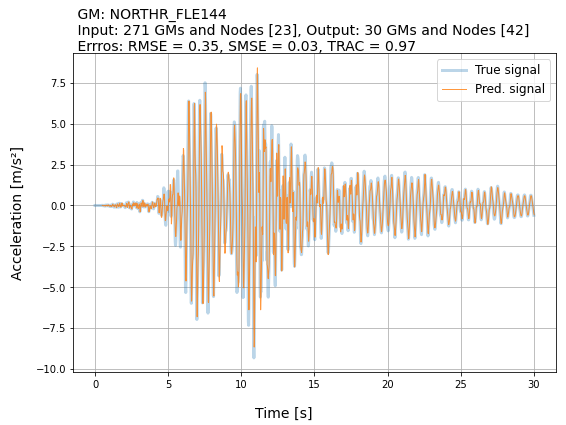 GM: NORTHR_FLE144
Input: 271 GMs and Nodes [23], Output: 30 GMs and Nodes [42]
Erros: RMSE = 0.35, SMSE = 0.03, TRAC = 0.97
True signal
Pred. signal
7.5
5.0
2.5
0.0
−2.5
−5.0
−7.5
−10.0
Acceleration [m/s²]
0 5 10 15 20 25 30
Time [s]